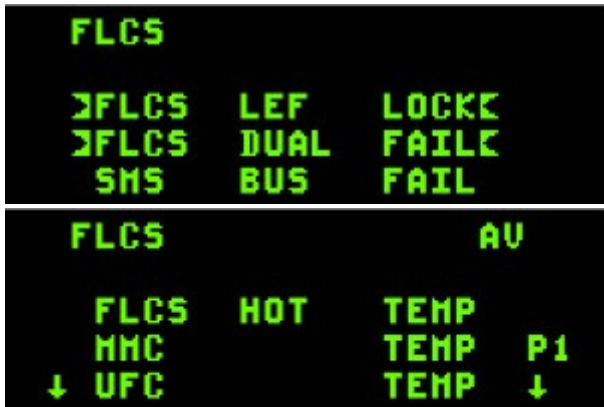 FLCS
FLCS LEF LOCK
FLCS DUAL FAIL
SMS BUS FAIL
FLCS AV
FLCS HOT TEMP
MMC TEMP P1
↓ UFC TEMP ↓